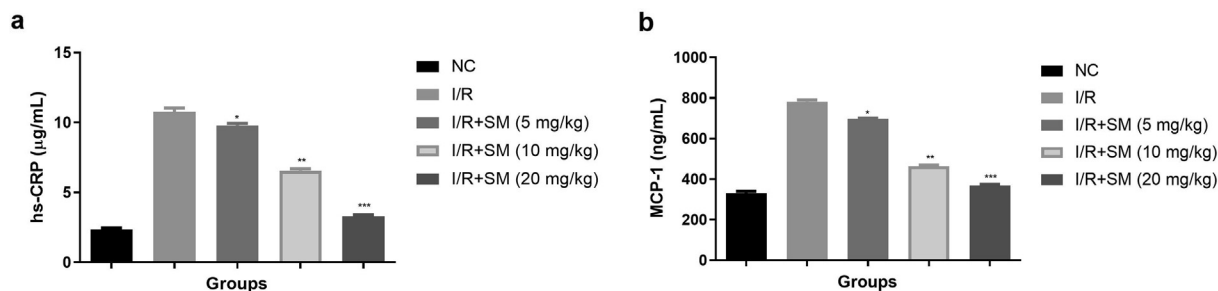 a
hs-CRP (μg/mL)
15
10
5
0
*
**
***
Groups
NC
I/R
I/R+SM (5 mg/kg)
I/R+SM (10 mg/kg)
I/R+SM (20 mg/kg)
b
MCP-1 (ng/mL)
1000
800
600
400
200
0
*
**
***
Groups
NC
I/R
I/R+SM (5 mg/kg)
I/R+SM (10 mg/kg)
I/R+SM (20 mg/kg)